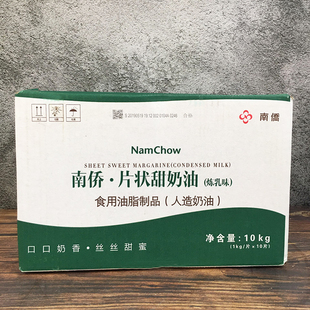 南侨
NamChow
SHEET SWEET MARGARINE(CONDENSED MILK)
南侨·片状甜奶油(炼乳味)
食用油脂制品（人造奶油）
口口奶香·丝丝甜蜜
净含量:10kg
(1kg/片x10片)